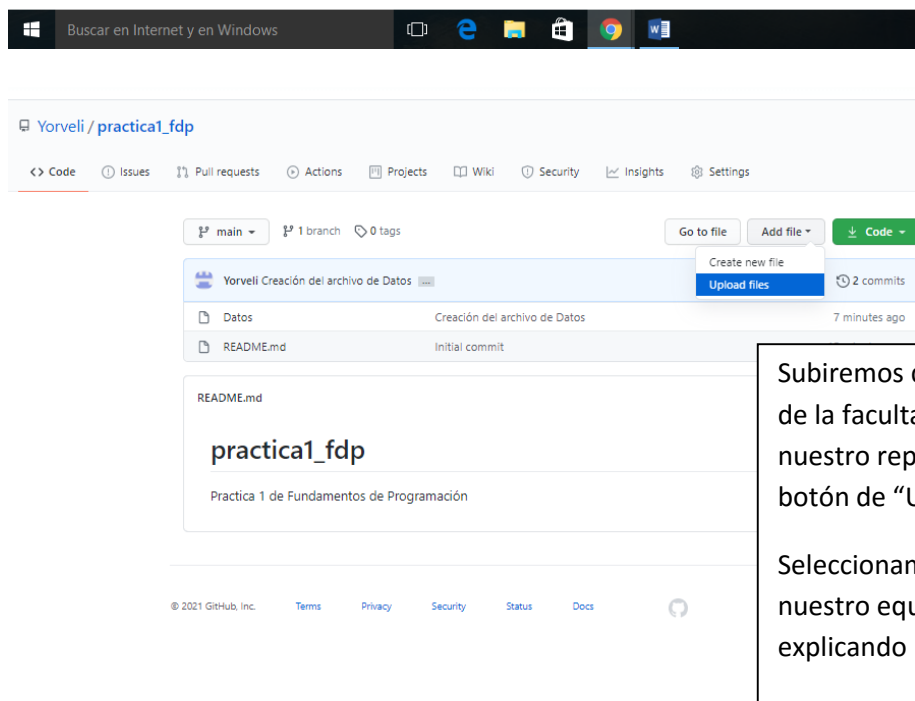 Buscar en Internet y en Windows
Yorveli / practica1_fdp
<> Code Issues Pull requests Actions Projects Wiki Security Insights Settings
main 1 branch 0 tags Go to file Add file Code
Create new file
Upload files
Yorveli Creación del archivo de Datos ... 2 commits
Datos Creación del archivo de Datos 7 minutes ago
README.md Initial commit
README.md
practica1_fdp
Practica 1 de Fundamentos de Programación
© 2021 GitHub, Inc. Terms Privacy Security Status Docs
Subiremos
de la
nuestro
botón de
nuestro
explicando